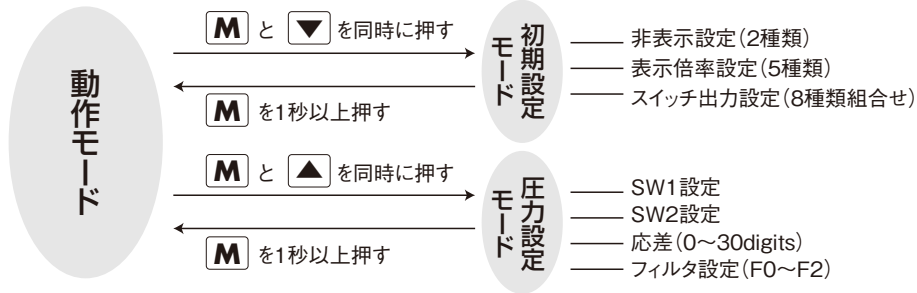 動作モード
M と ▼ を同時に押す
M を1秒以上押す
初期設定
モード
非表示設定(2種類)
表示倍率設定(5種類)
スイッチ出力設定(8種類組合せ)
M と ▲ を同時に押す
M を1秒以上押す
圧力設定
モード
SW1設定
SW2設定
応差(0〜30digits)
フィルタ設定(F0〜F2)